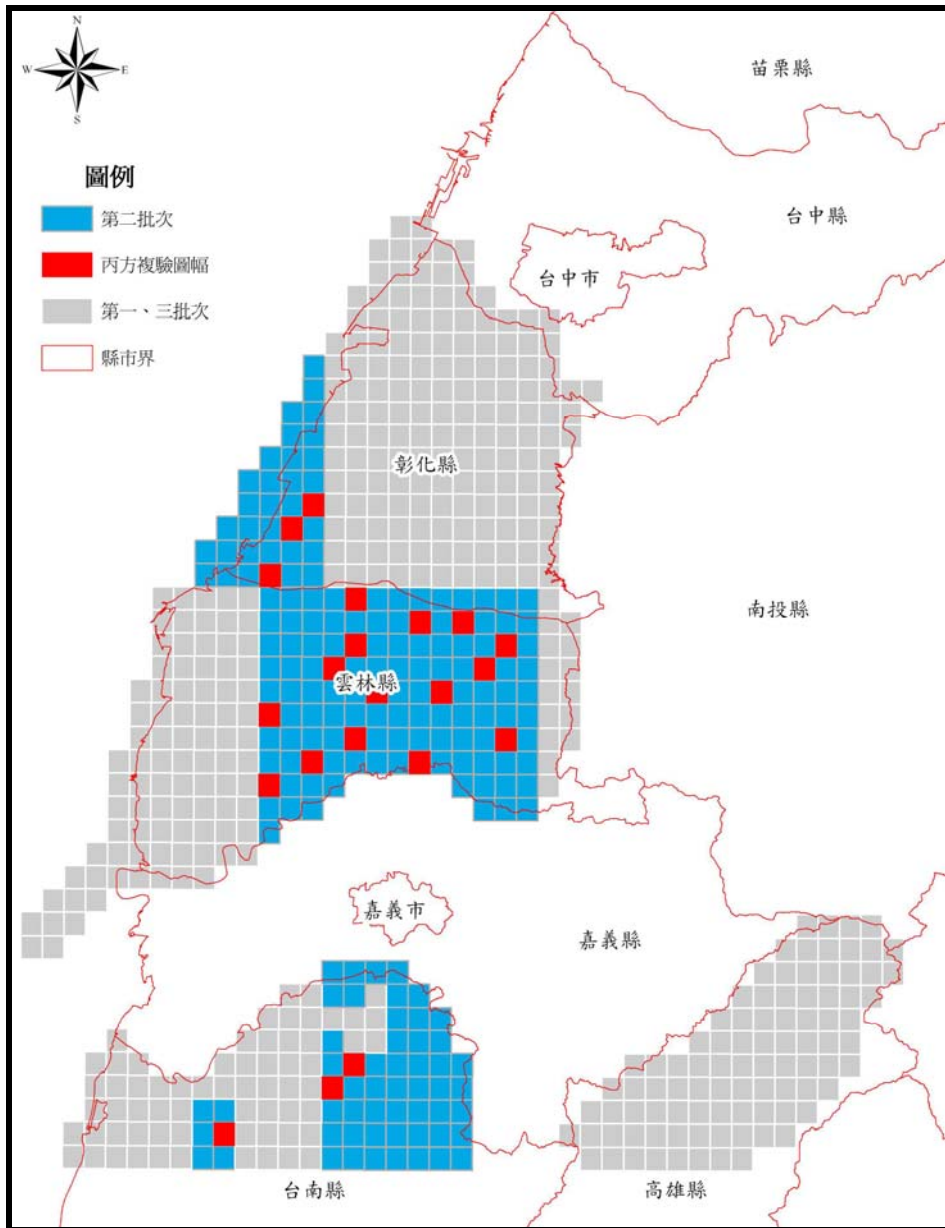 N
W
E
S
圖例
第二批次
丙方複驗圖幅
第一、三批次
縣市界
苗栗縣
台中縣
台中市
彰化縣
南投縣
雲林縣
嘉義市
嘉義縣
台南縣
高雄縣